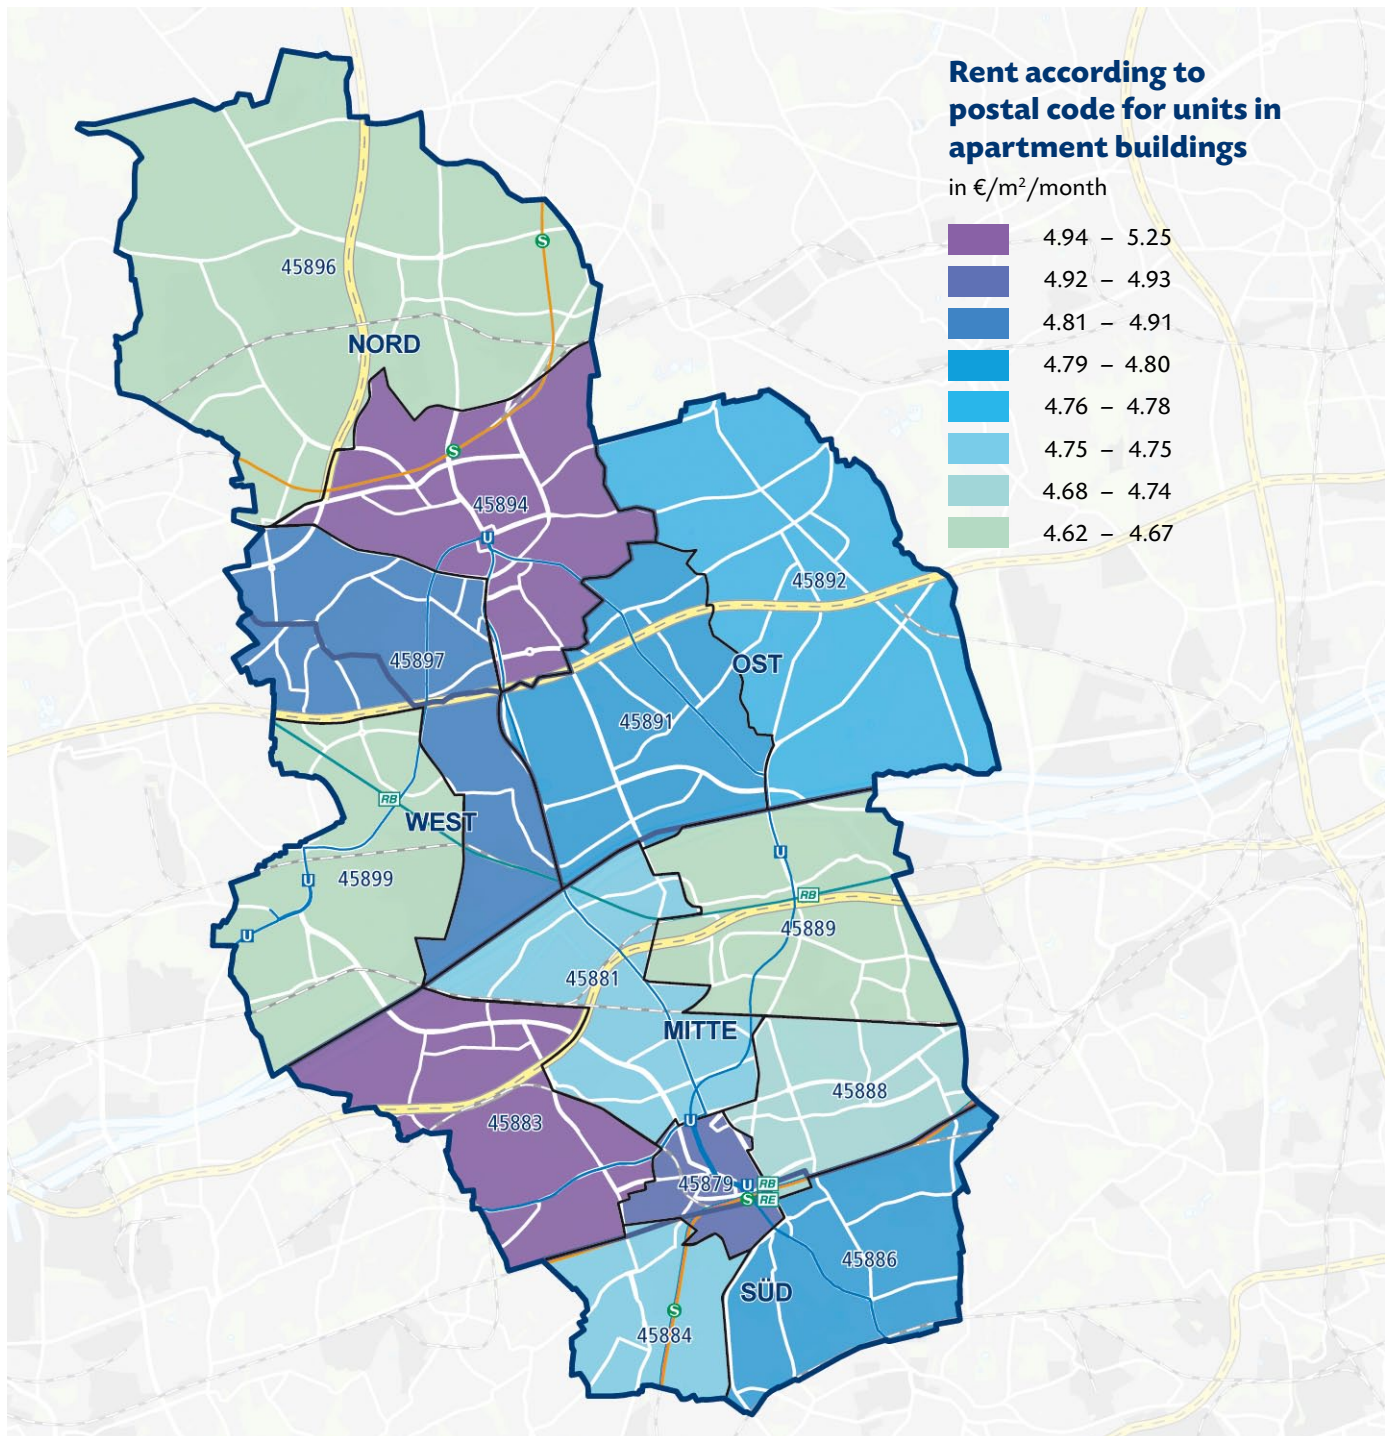 Rent according to
postal code for units in
apartment buildings
in €/m²/month
4.94 – 5.25
4.92 – 4.93
4.81 – 4.91
4.79 – 4.80
4.76 – 4.78
4.75 – 4.75
4.68 – 4.74
4.62 – 4.67
S
45896
NORD
S
45894
U
45892
45897
OST
45891
RB
WEST
U
45899
RB
U
45889
U
45881
MITTE
45888
U
45883
45879
U RB
S RE
45886
SÜD
S
45884